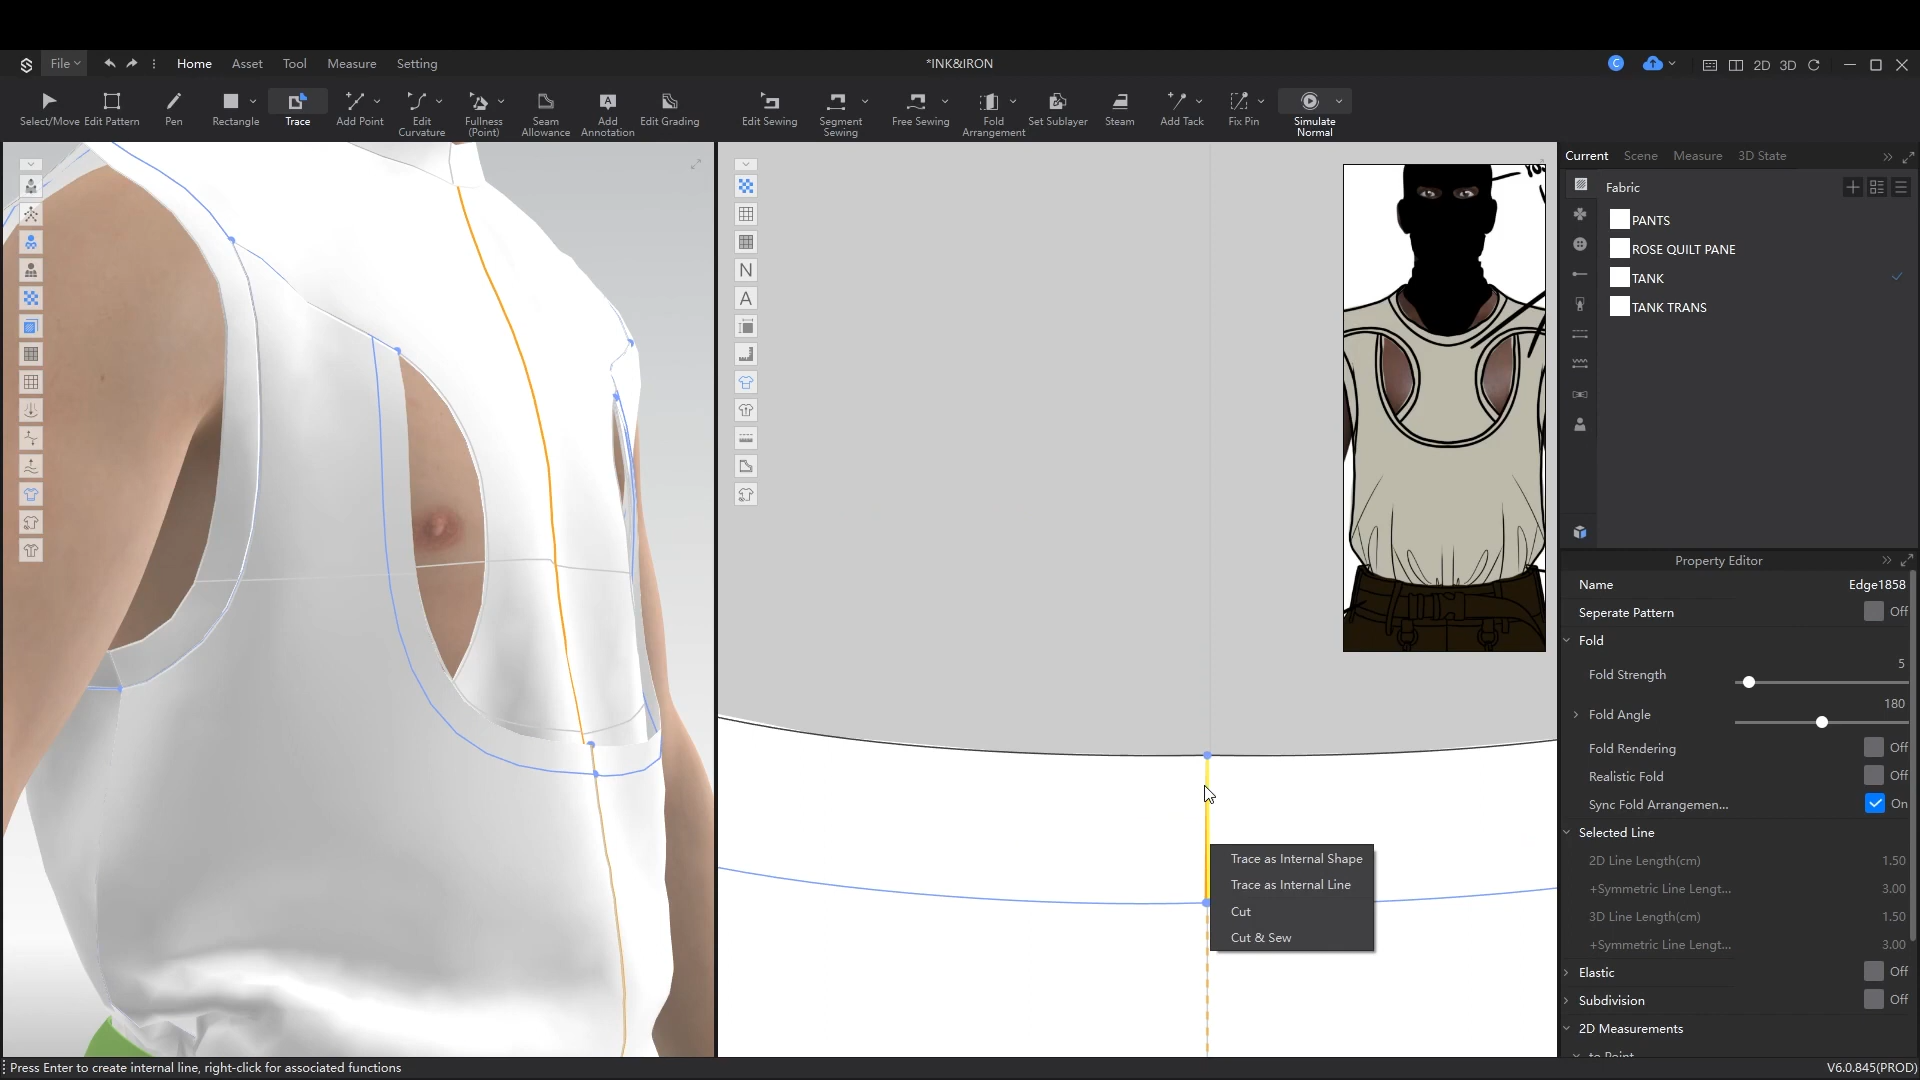 File
Home
Asset
Tool
Measure
Setting
*INK&IRON
C
2D
3D
Select/Move
Edit Pattern
Pen
Rectangle
Trace
Add Point
Edit
Curvature
Fullness
(Point)
Seam
Allowance
Add
Annotation
Edit Grading
Edit Sewing
Segment
Sewing
Free Sewing
Fold
Arrangement
Set Sublayer
Steam
Add Tack
Fix Pin
Simulate
Normal
N
A
Trace as Internal Shape
Trace as Internal Line
Cut
Cut & Sew
Current
Scene
Measure
3D State
Fabric
PANTS
ROSE QUILT PANE
TANK
TANK TRANS
Property Editor
Name
Edge1858
Seperate Pattern
Off
Fold
Fold Strength
5
Fold Angle
180
Fold Rendering
Off
Realistic Fold
Off
Sync Fold Arrangemen...
On
Selected Line
2D Line Length(cm)
1.50
+Symmetric Line Lengt...
3.00
3D Line Length(cm)
1.50
+Symmetric Line Lengt...
3.00
Elastic
Off
Subdivision
Off
2D Measurements
to Point
Press Enter to create internal line, right-click for associated functions
V6.0.845(PROD)